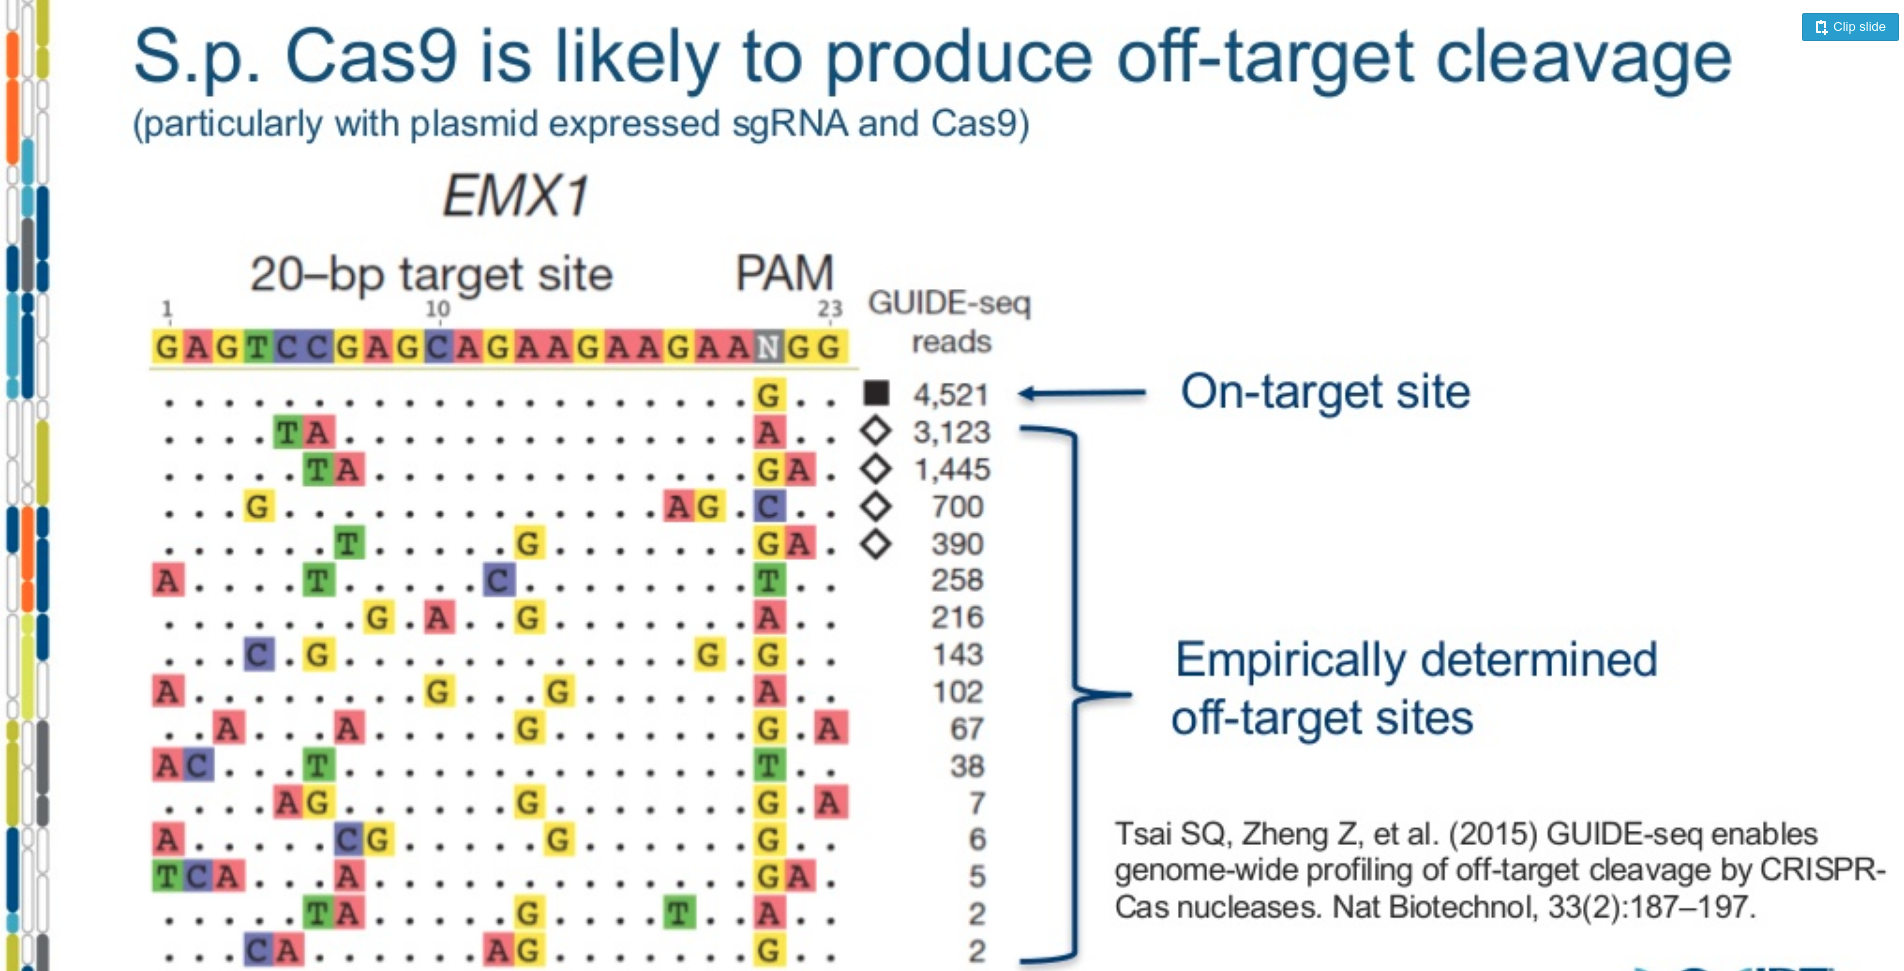 Clip slide
S.p. Cas9 is likely to produce off-target cleavage
(particularly with plasmid expressed sgRNA and Cas9)
EMX1
20–bp target site PAM
1 10 23
GUIDE-seq
reads
GAGTCCGAGCAGAAGAAGAANGG
....................G.. ■ 4,521
....TA..............A.. ◇ 3,123
.....TA.............GA. ◇ 1,445
...G.............AG.C.. ◇ 700
......T.....G.......GA. ◇ 390
A....T.....C........T.. 258
.......G.A..G.......A.. 216
...C.G............G.G.. 143
A........G...G......A.. 102
..A...A.....G.......G.A 67
AC...T..............T.. 38
....AG......G.......G.A 7
A.....CG.....G......G.. 6
TCA...A.............GA. 5
.....TA.....G....T..A.. 2
...CA......AG.......G.. 2
On-target site
Empirically determined
off-target sites
Tsai SQ, Zheng Z, et al. (2015) GUIDE-seq enables
genome-wide profiling of off-target cleavage by CRISPR-
Cas nucleases. Nat Biotechnol, 33(2):187–197.